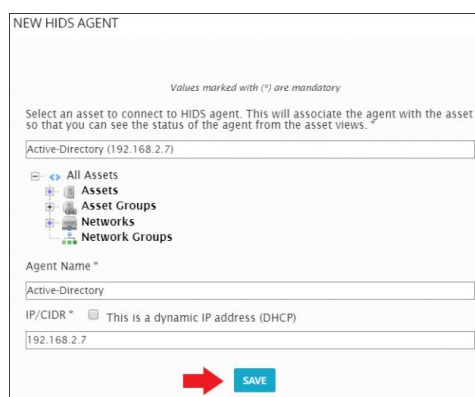 NEW HIDS AGENT
Values marked with (*) are mandatory
Select an asset to connect to HIDS agent. This will associate the agent with the asset
so that you can see the status of the agent from the asset views. *
Active-Directory (192.168.2.7)
All Assets
Assets
Asset Groups
Networks
Network Groups
Agent Name *
Active-Directory
IP/CIDR * This is a dynamic IP address (DHCP)
192.168.2.7
SAVE